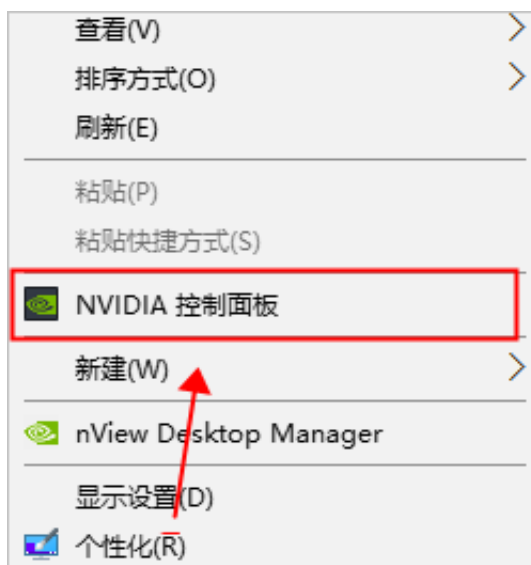 查看(V)
排序方式(O)
刷新(E)
粘贴(P)
粘贴快捷方式(S)
NVIDIA 控制面板
新建(W)
nView Desktop Manager
显示设置(D)
个性化(R)